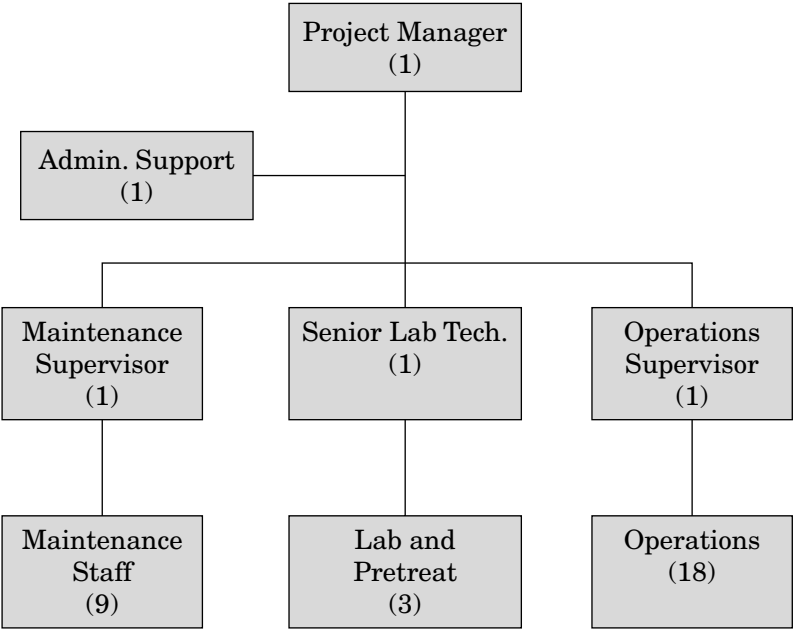 Project Manager
(1)
Admin. Support
(1)
Maintenance
Supervisor
(1)
Senior Lab Tech.
(1)
Operations
Supervisor
(1)
Maintenance
Staff
(9)
Lab and
Pretreat
(3)
Operations
(18)